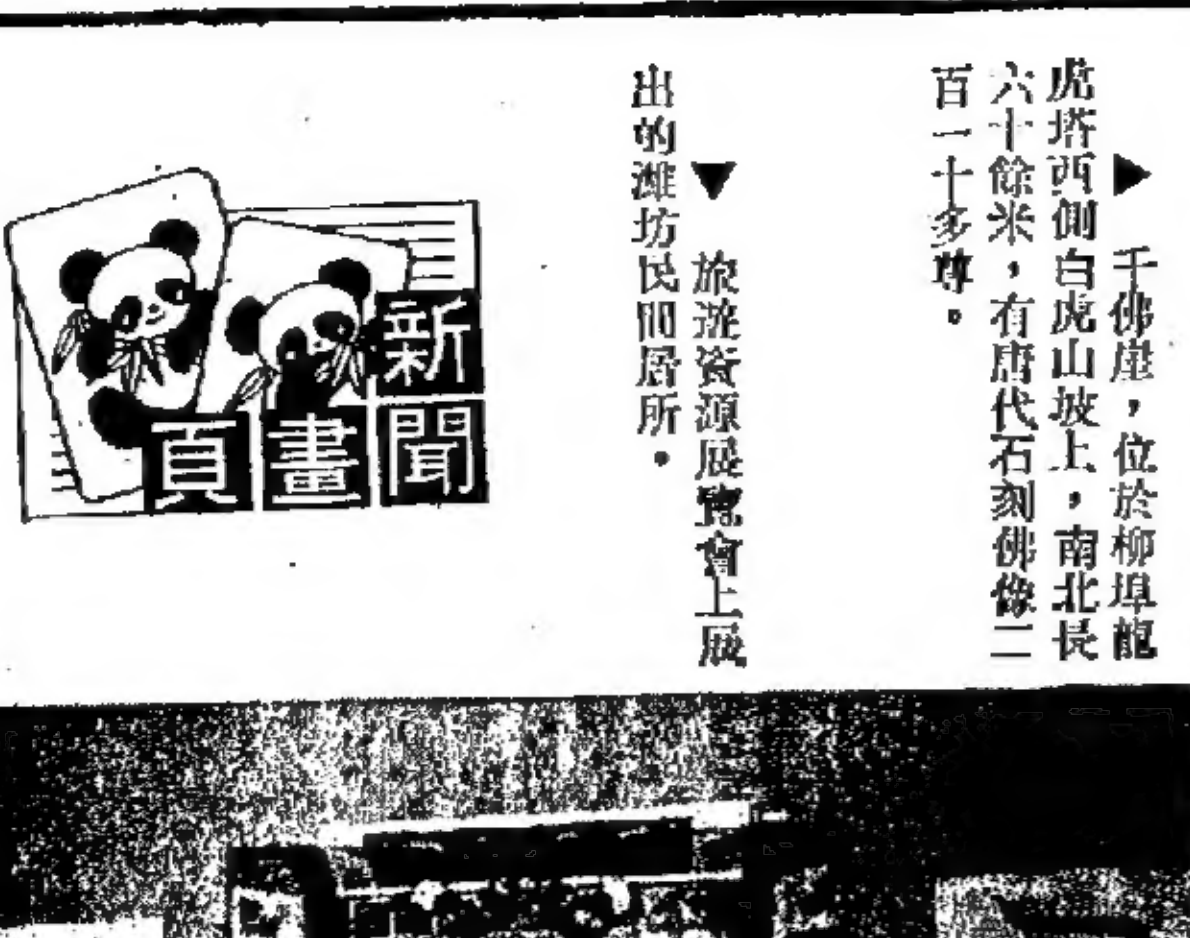 ▶ 千佛崖，位於柳埠龍
虎塔西側白虎山坡上，南北長
六十餘米，有唐代石刻佛像二
百一十多尊。
▼ 旅遊資源展覽會上展
出的濰坊民間居所。
新聞
畫
頁